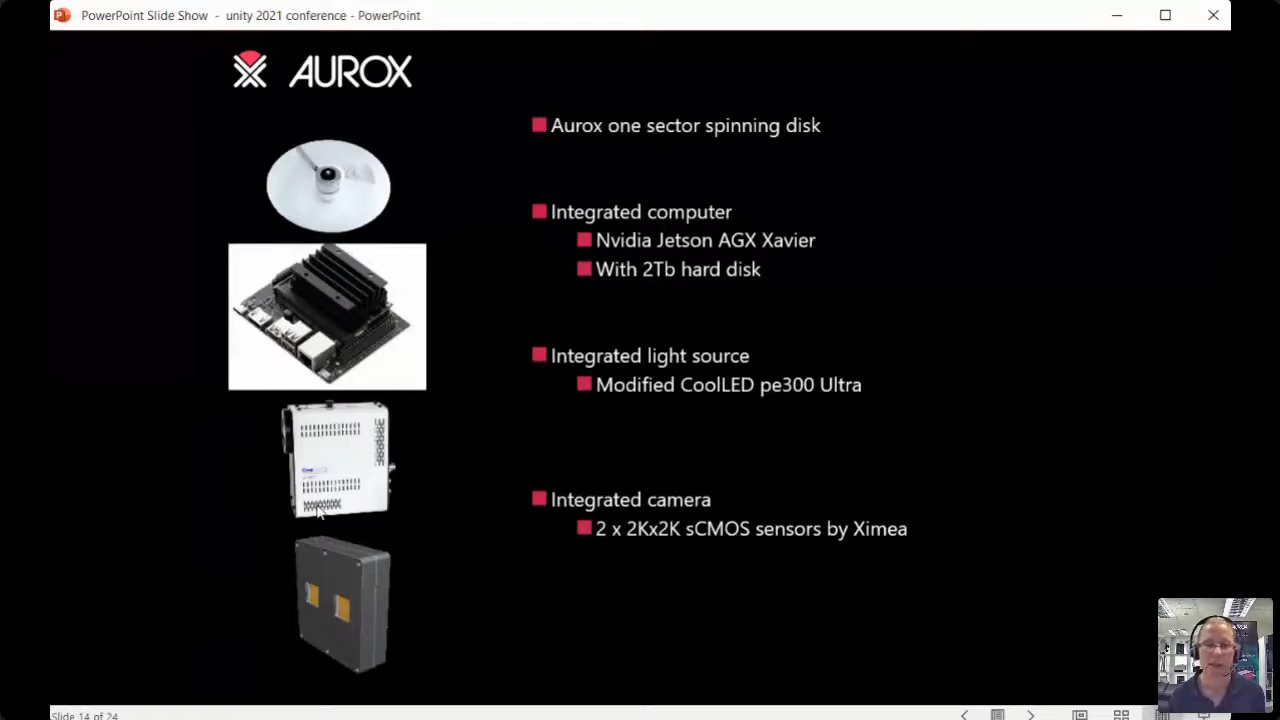 PowerPoint Slide Show - unity 2021 conference - PowerPoint
AUROX
Aurox one sector spinning disk
Integrated computer
Nvidia Jetson AGX Xavier
With 2Tb hard disk
Integrated light source
Modified CoolLED pe300 Ultra
Integrated camera
2 x 2Kx2K sCMOS sensors by Ximea
Slide 14 of 24